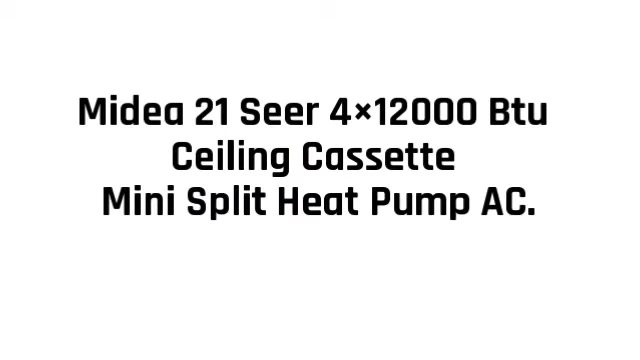 Midea 21 Seer 4×12000 Btu
Ceiling Cassette
Mini Split Heat Pump AC.